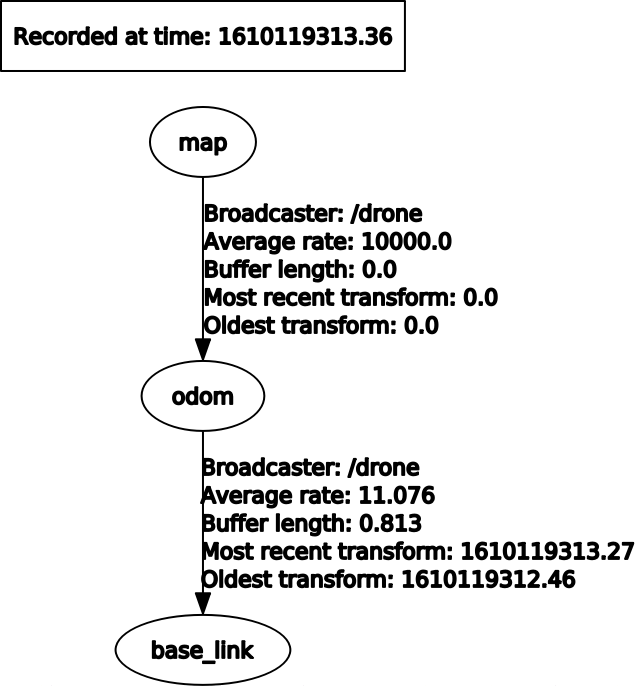 Recorded at time: 1610119313.36
map
Broadcaster: /drone
Average rate: 10000.0
Buffer length: 0.0
Most recent transform: 0.0
Oldest transform: 0.0
odom
Broadcaster: /drone
Average rate: 11.076
Buffer length: 0.813
Most recent transform: 1610119313.27
Oldest transform: 1610119312.46
base_link